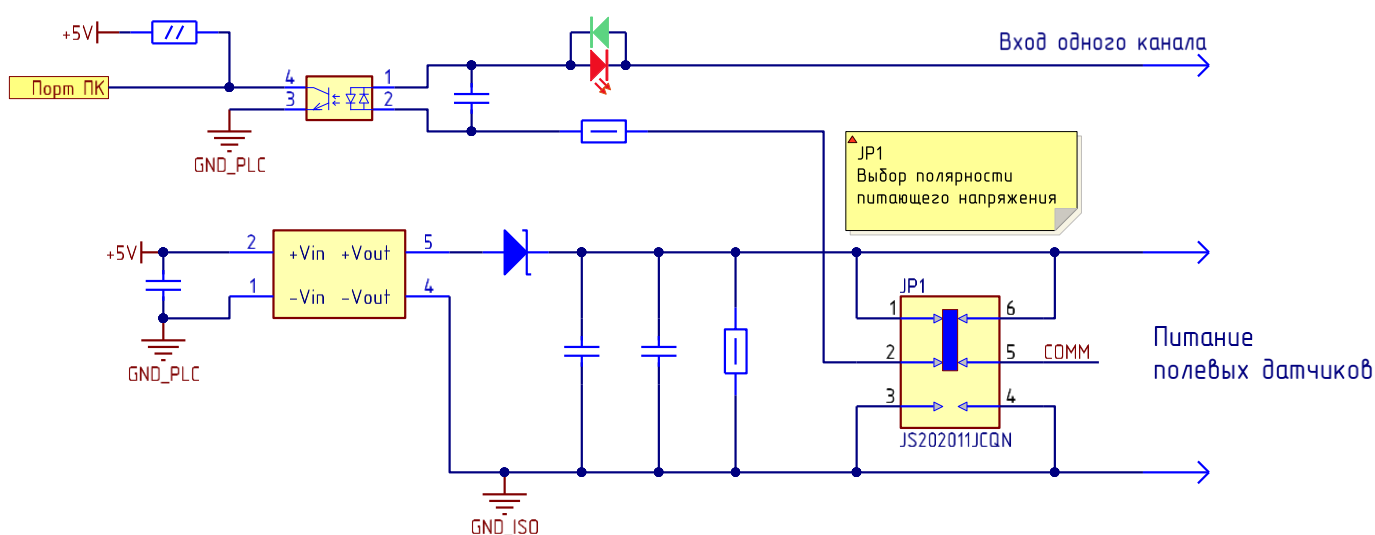 +5V
Вход одного канала
Порт ПК
4
3
1
2
GND_PLC
JP1
Выбор полярности
питающего напряжения
+5V
2
1
+Vin +Vout
-Vin -Vout
5
4
GND_PLC
JP1
1
2
3
6
5
4
COMM
JS202011JCQN
Питание
полевых датчиков
GND_ISO